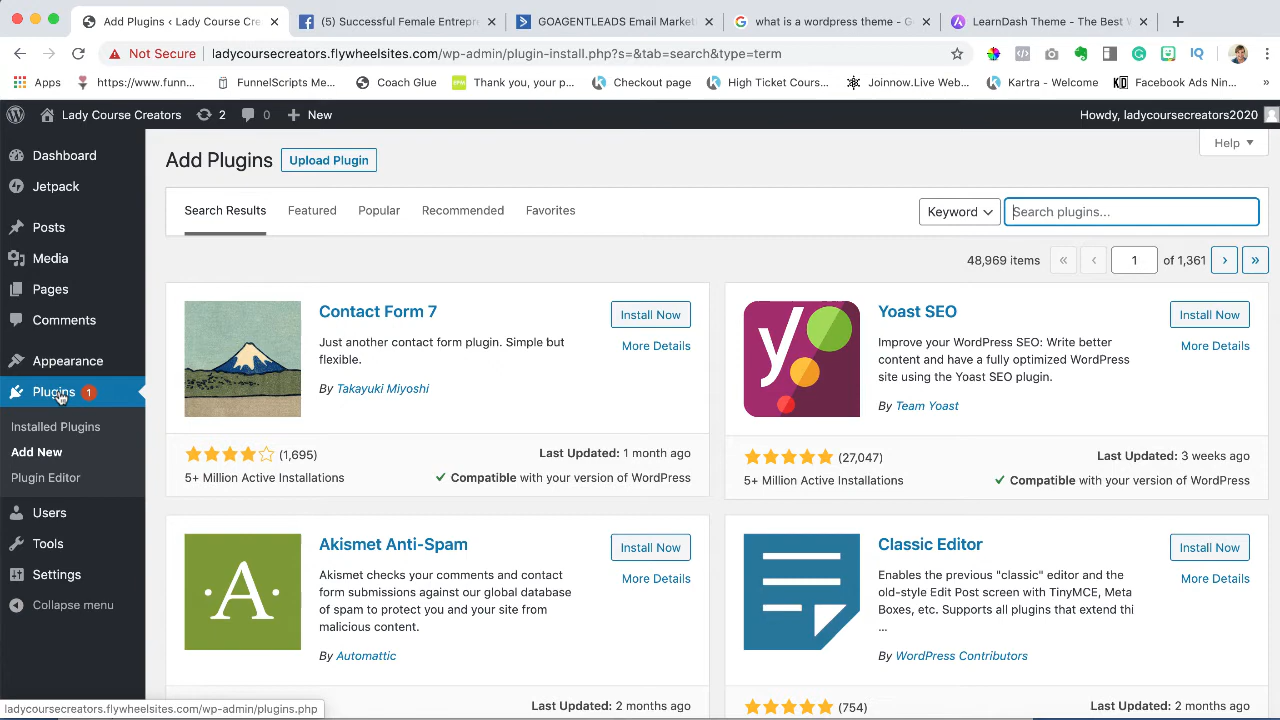 Add Plugins < Lady Course Cre
(5) Successful Female Entrepr
GOAGENTLEADS Email Market
what is a wordpress theme - G
LearnDash Theme - The Best V
Not Secure
ladycoursecreators.flywheelsites.com/wp-admin/plugin-install.php?s=&tab=search&type=term
Apps
https://www.funn...
FunnelScripts Me...
Coach Glue
Thank you, your p...
Checkout page
High Ticket Cours...
Joinnow.Live Web...
Kartra - Welcome
Facebook Ads Nin...
»
Lady Course Creators
2
0
New
Howdy, ladycoursecreators2020
Dashboard
Jetpack
Posts
Media
Pages
Comments
Appearance
Plugins 1
Installed Plugins
Add New
Plugin Editor
Users
Tools
Settings
Collapse menu
Add Plugins
Upload Plugin
Help
Search Results
Featured
Popular
Recommended
Favorites
Keyword
Search plugins...
48,969 items « ‹ 1 of 1,361 › »
Contact Form 7
Install Now
More Details
Just another contact form plugin. Simple but
flexible.
By Takayuki Miyoshi
(1,695)
5+ Million Active Installations
Last Updated: 1 month ago
Compatible with your version of WordPress
y
Yoast SEO
Install Now
More Details
Improve your WordPress SEO: Write better
content and have a fully optimized WordPress
site using the Yoast SEO plugin.
By Team Yoast
(27,047)
5+ Million Active Installations
Last Updated: 3 weeks ago
Compatible with your version of WordPress
A
Akismet Anti-Spam
Install Now
More Details
Akismet checks your comments and contact
form submissions against our global database
of spam to protect you and your site from
malicious content.
By Automattic
Last Updated: 2 months ago
Classic Editor
Install Now
More Details
Enables the previous "classic" editor and the
old-style Edit Post screen with TinyMCE, Meta
Boxes, etc. Supports all plugins that extend thi
...
By WordPress Contributors
(754)
Last Updated: 2 months ago
ladycoursecreators.flywheelsites.com/wp-admin/plugins.php